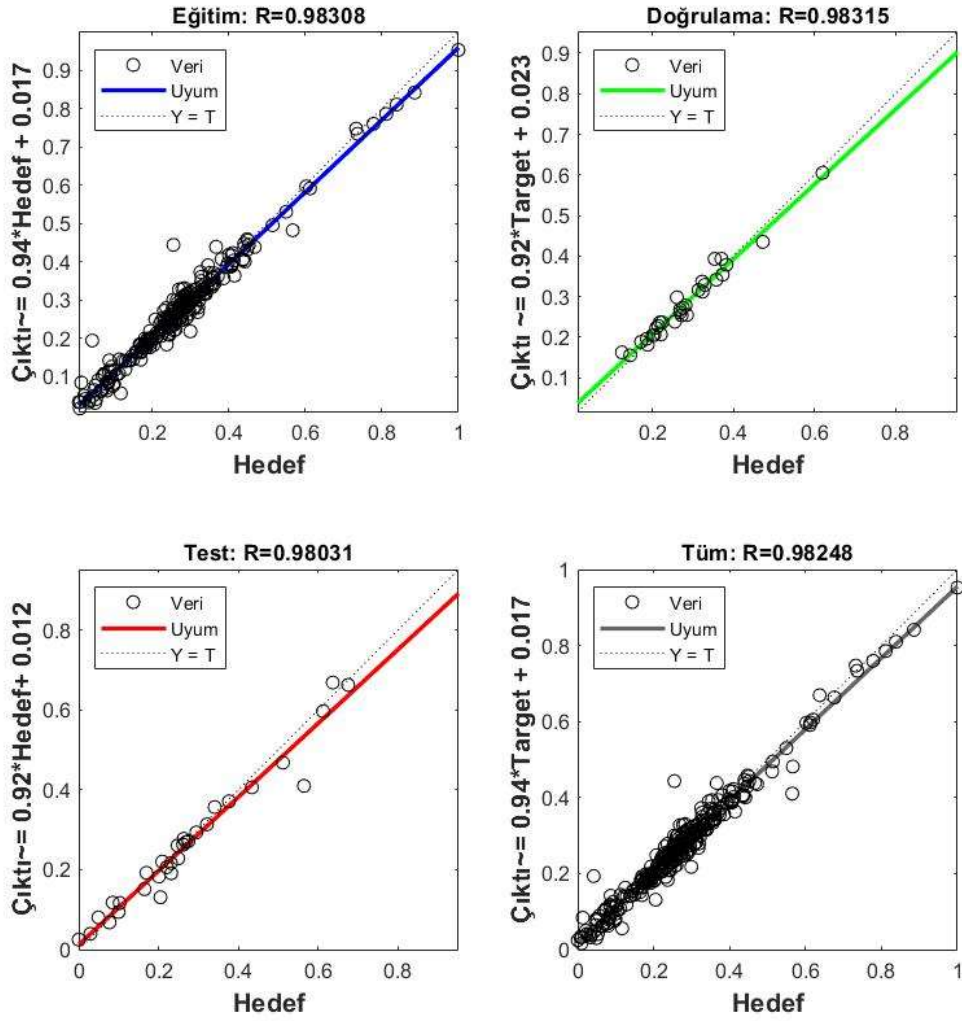 Eğitim: R=0.98308
Çıktı~= 0.94*Hedef + 0.017
Veri
Uyum
Y = T
0.9
0.8
0.7
0.6
0.5
0.4
0.3
0.2
0.1
0.2
0.4
0.6
0.8
1
Hedef
Doğrulama: R=0.98315
Çıktı ~= 0.92*Target + 0.023
Veri
Uyum
Y = T
0.9
0.8
0.7
0.6
0.5
0.4
0.3
0.2
0.1
0.2
0.4
0.6
0.8
Hedef
Test: R=0.98031
Çıktı~= 0.92*Hedef+ 0.012
Veri
Uyum
Y = T
0.8
0.6
0.4
0.2
0
0
0.2
0.4
0.6
0.8
Hedef
Tüm: R=0.98248
Çıktı~= 0.94*Target + 0.017
Veri
Uyum
Y = T
1
0.8
0.6
0.4
0.2
0
0
0.2
0.4
0.6
0.8
1
Hedef